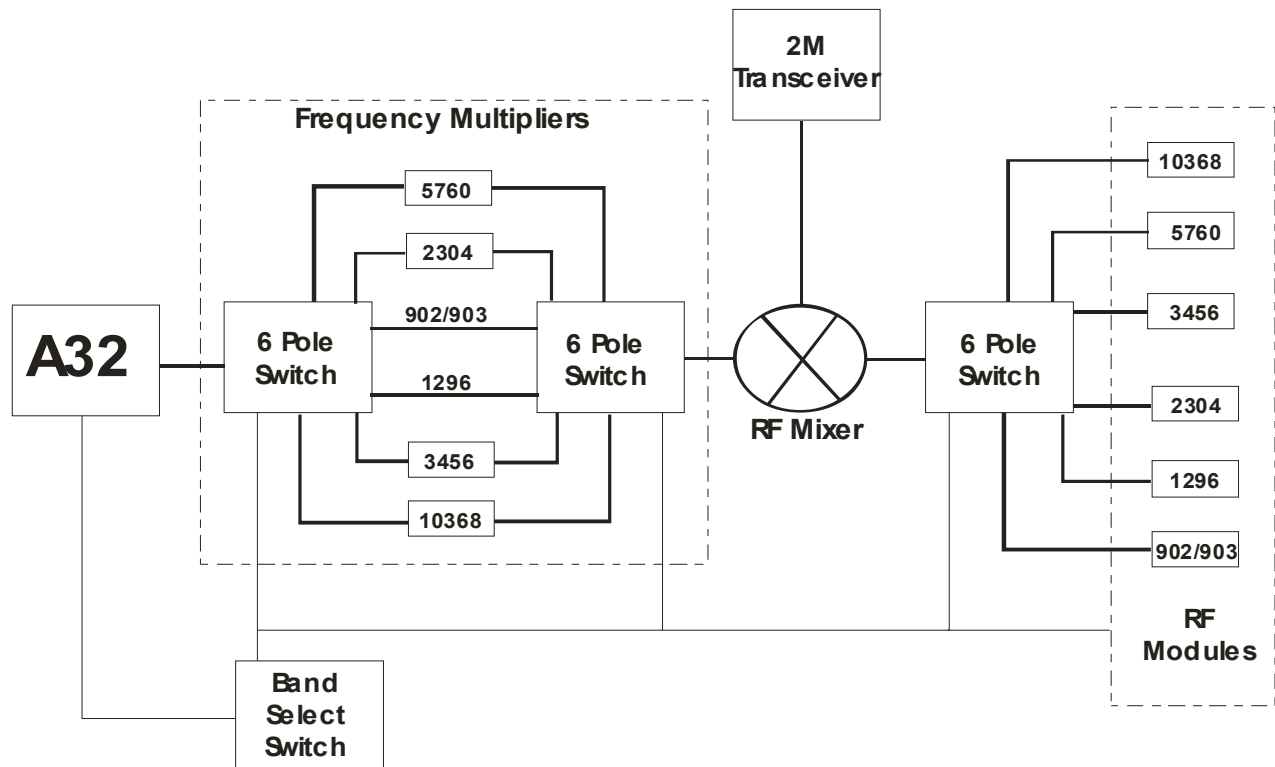 2M
Transceiver
Frequency Multipliers
5760
2304
902/903
1296
3456
10368
A32
6 Pole
Switch
6 Pole
Switch
RF Mixer
6 Pole
Switch
10368
5760
3456
2304
1296
902/903
RF
Modules
Band
Select
Switch